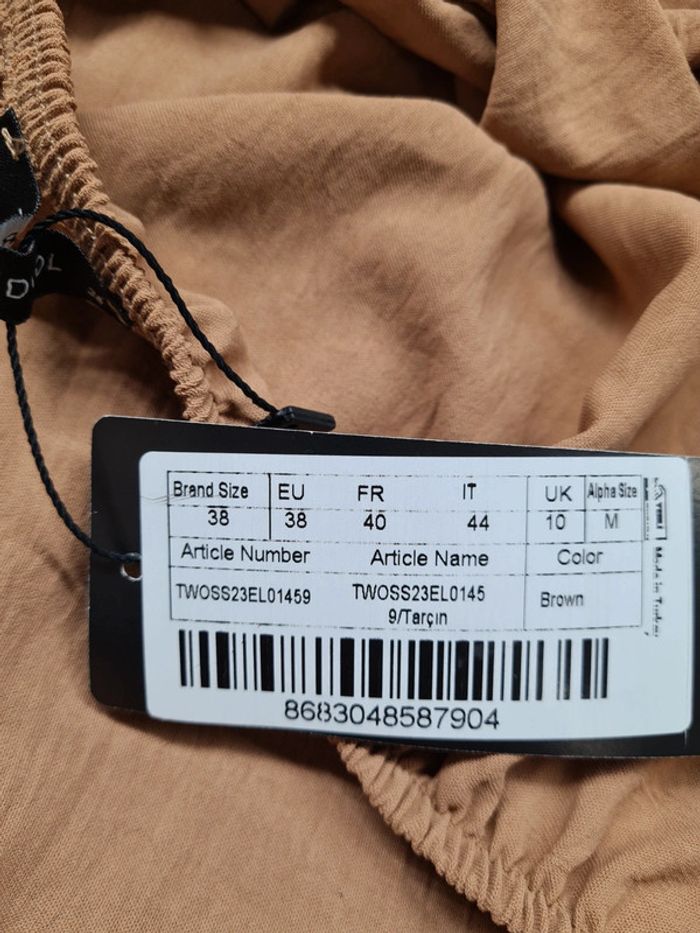 Brand Size EU FR IT UK Alpha Size
38 38 40 44 10 M
Article Number Article Name Color
TWOSS23EL01459 TWOSS23EL0145 Brown
9/Tarçın
8683048587904
Made in Turkey